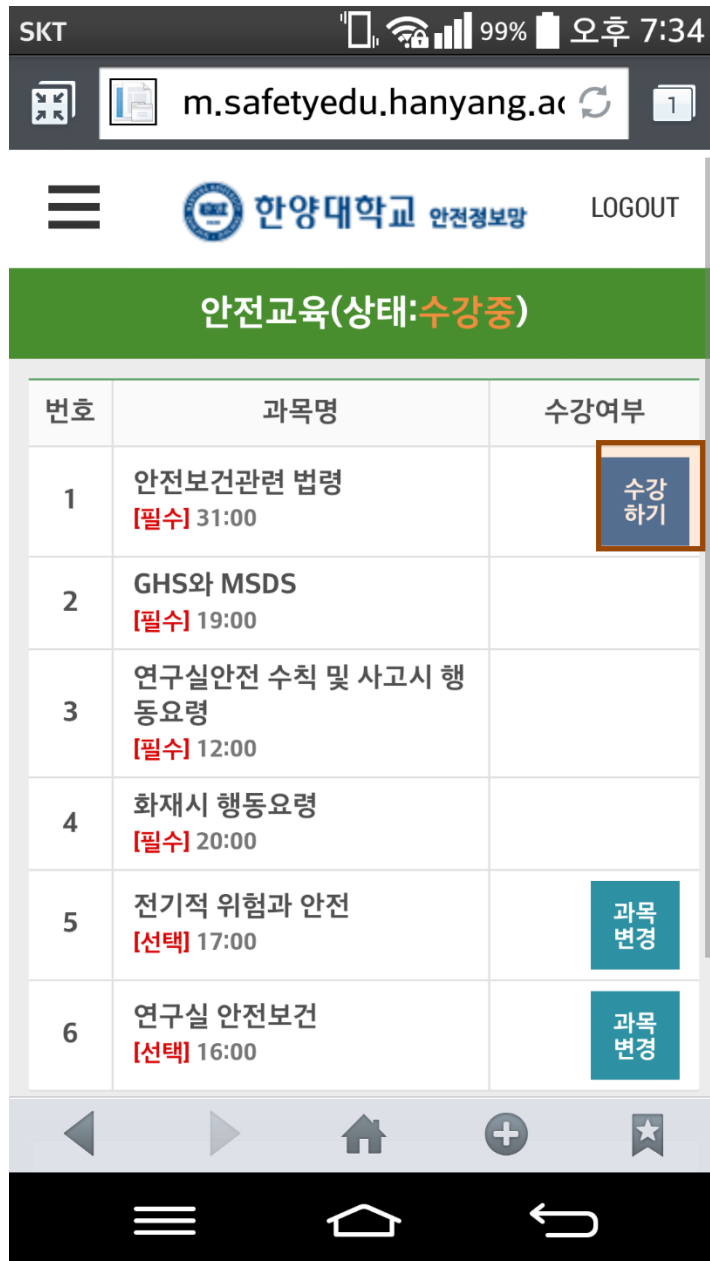 SKT 99% 오후 7:34
m.safetyedu.hanyang.ac 1
한양대학교 안전정보망 LOGOUT
안전교육(상태:수강중)
번호 과목명 수강여부
1 안전보건관련 법령
[필수] 31:00
수강
하기
2 GHS와 MSDS
[필수] 19:00
3 연구실안전 수칙 및 사고시 행
동요령
[필수] 12:00
4 화재시 행동요령
[필수] 20:00
5 전기적 위험과 안전
[선택] 17:00
과목
변경
6 연구실 안전보건
[선택] 16:00
과목
변경